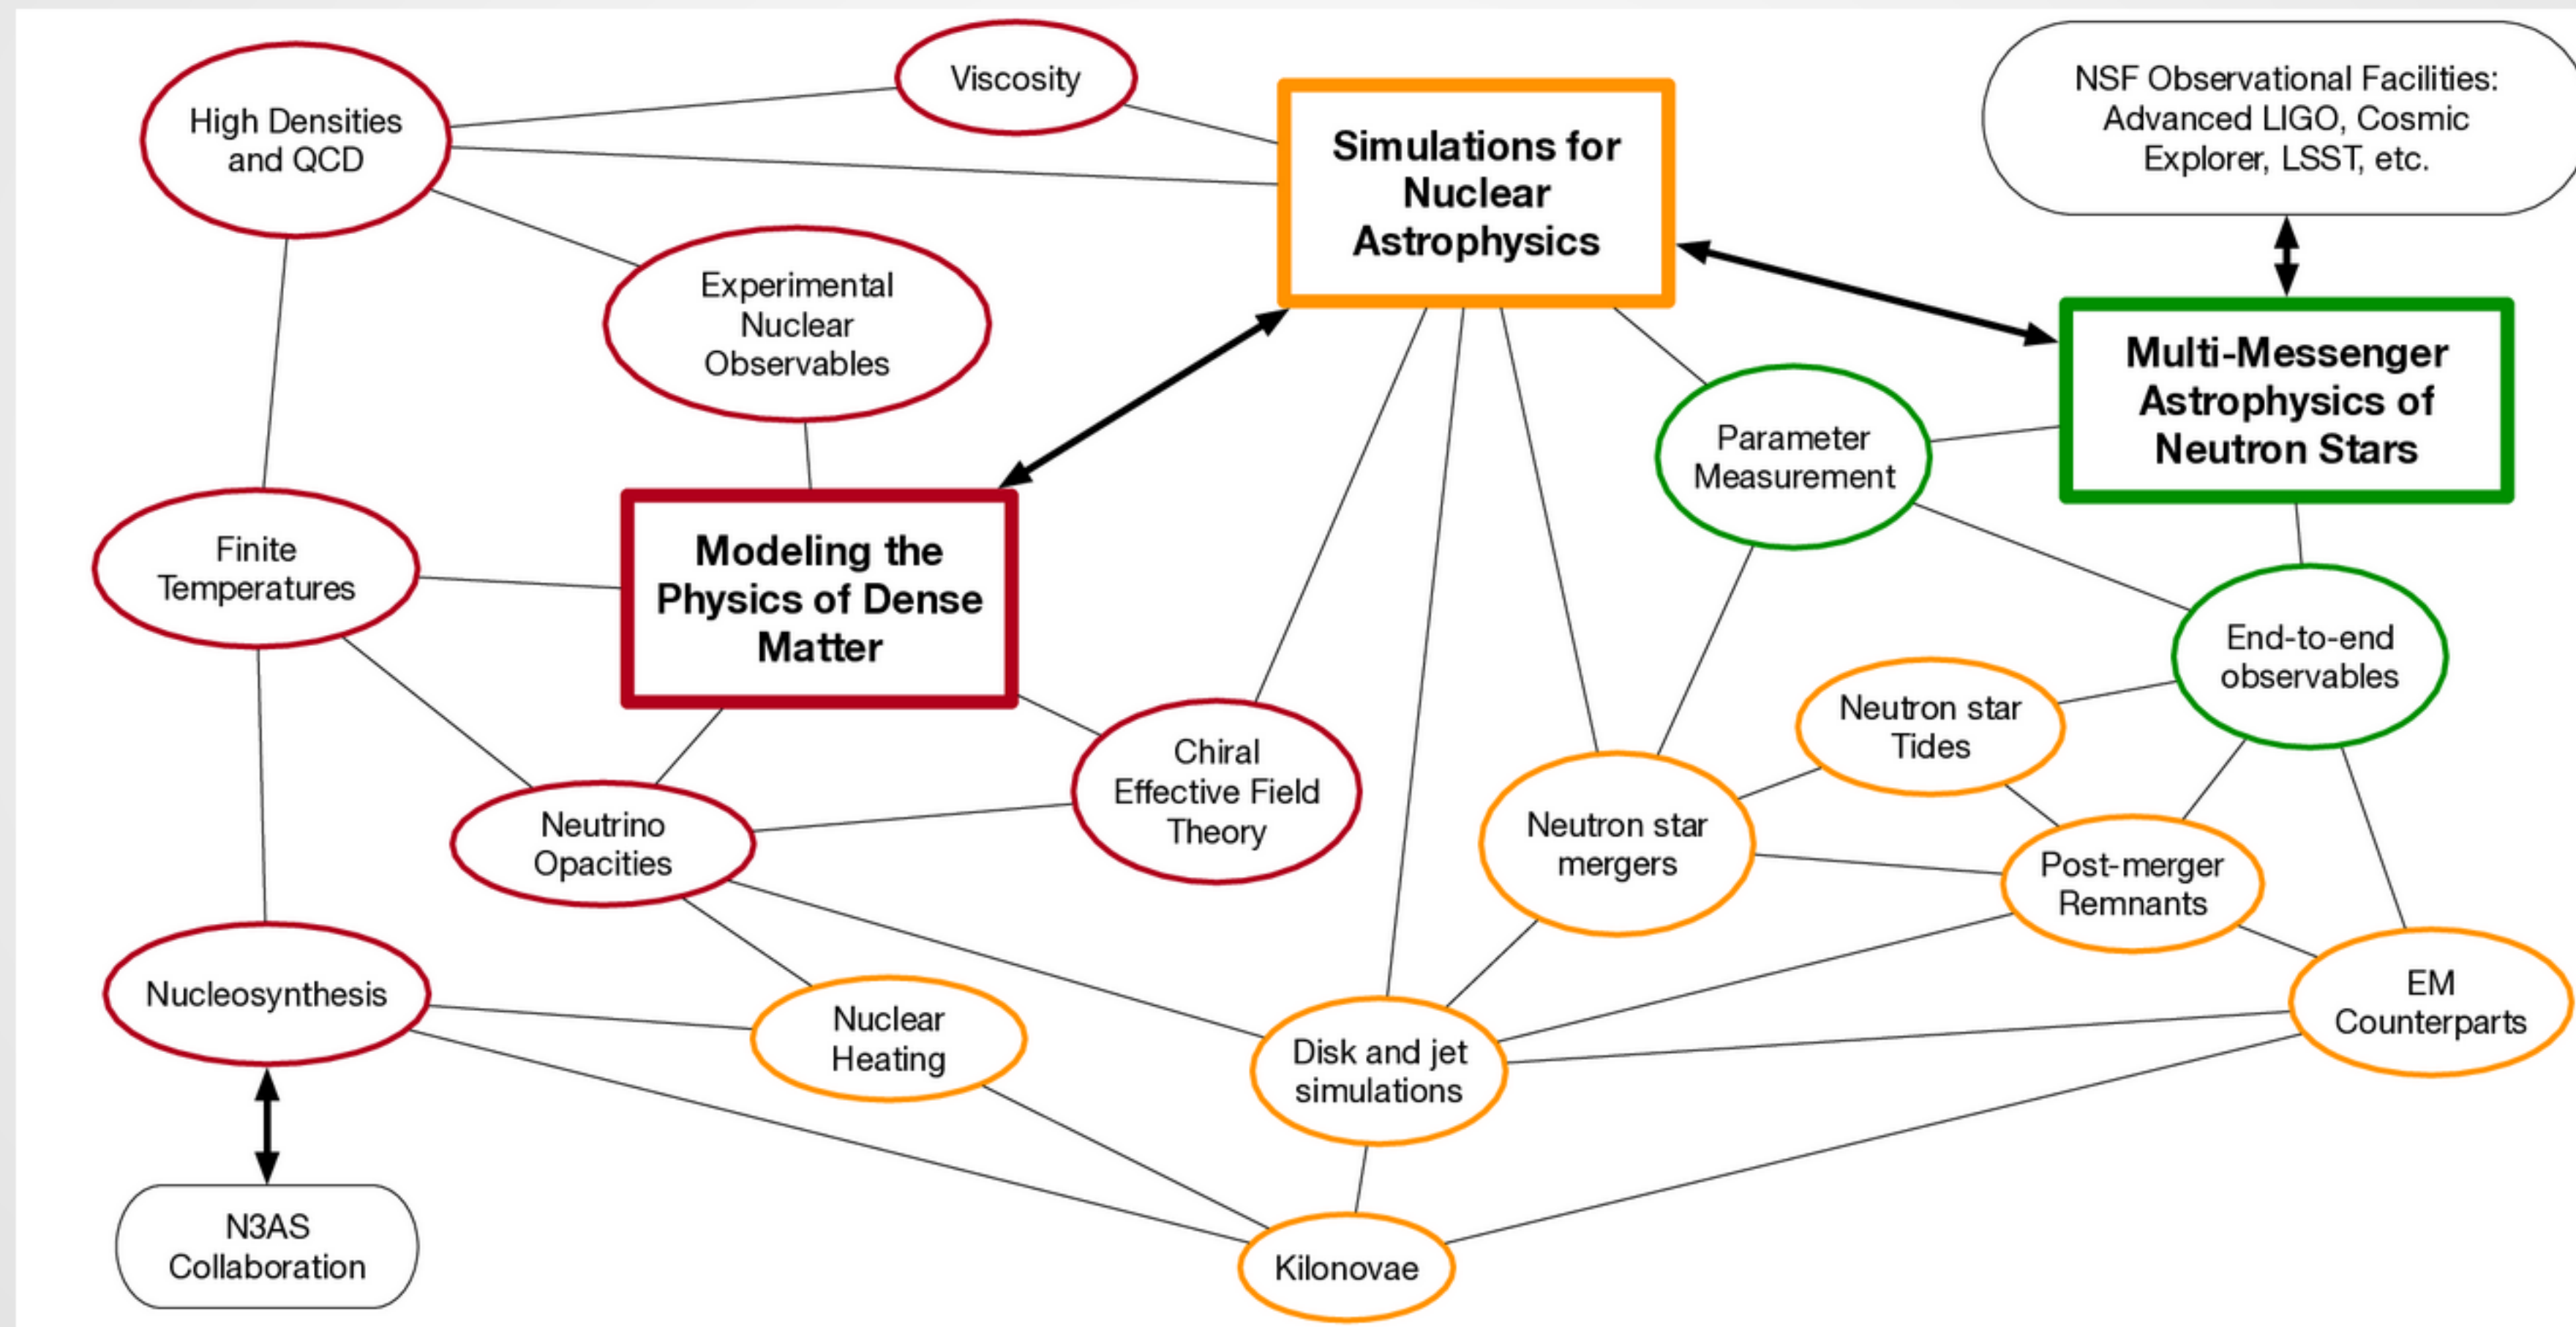 Viscosity
High Densities
and QCD
Simulations for
Nuclear
Astrophysics
NSF Observational Facilities:
Advanced LIGO, Cosmic
Explorer, LSST, etc.
Experimental
Nuclear
Observables
Multi-Messenger
Astrophysics of
Neutron Stars
Parameter
Measurement
Finite
Temperatures
Modeling the
Physics of Dense
Matter
End-to-end
observables
Neutron star
Tides
Chiral
Effective Field
Theory
Neutrino
Opacities
Neutron star
mergers
Post-merger
Remnants
Nucleosynthesis
Nuclear
Heating
Disk and jet
simulations
EM
Counterparts
N3AS
Collaboration
Kilonovae